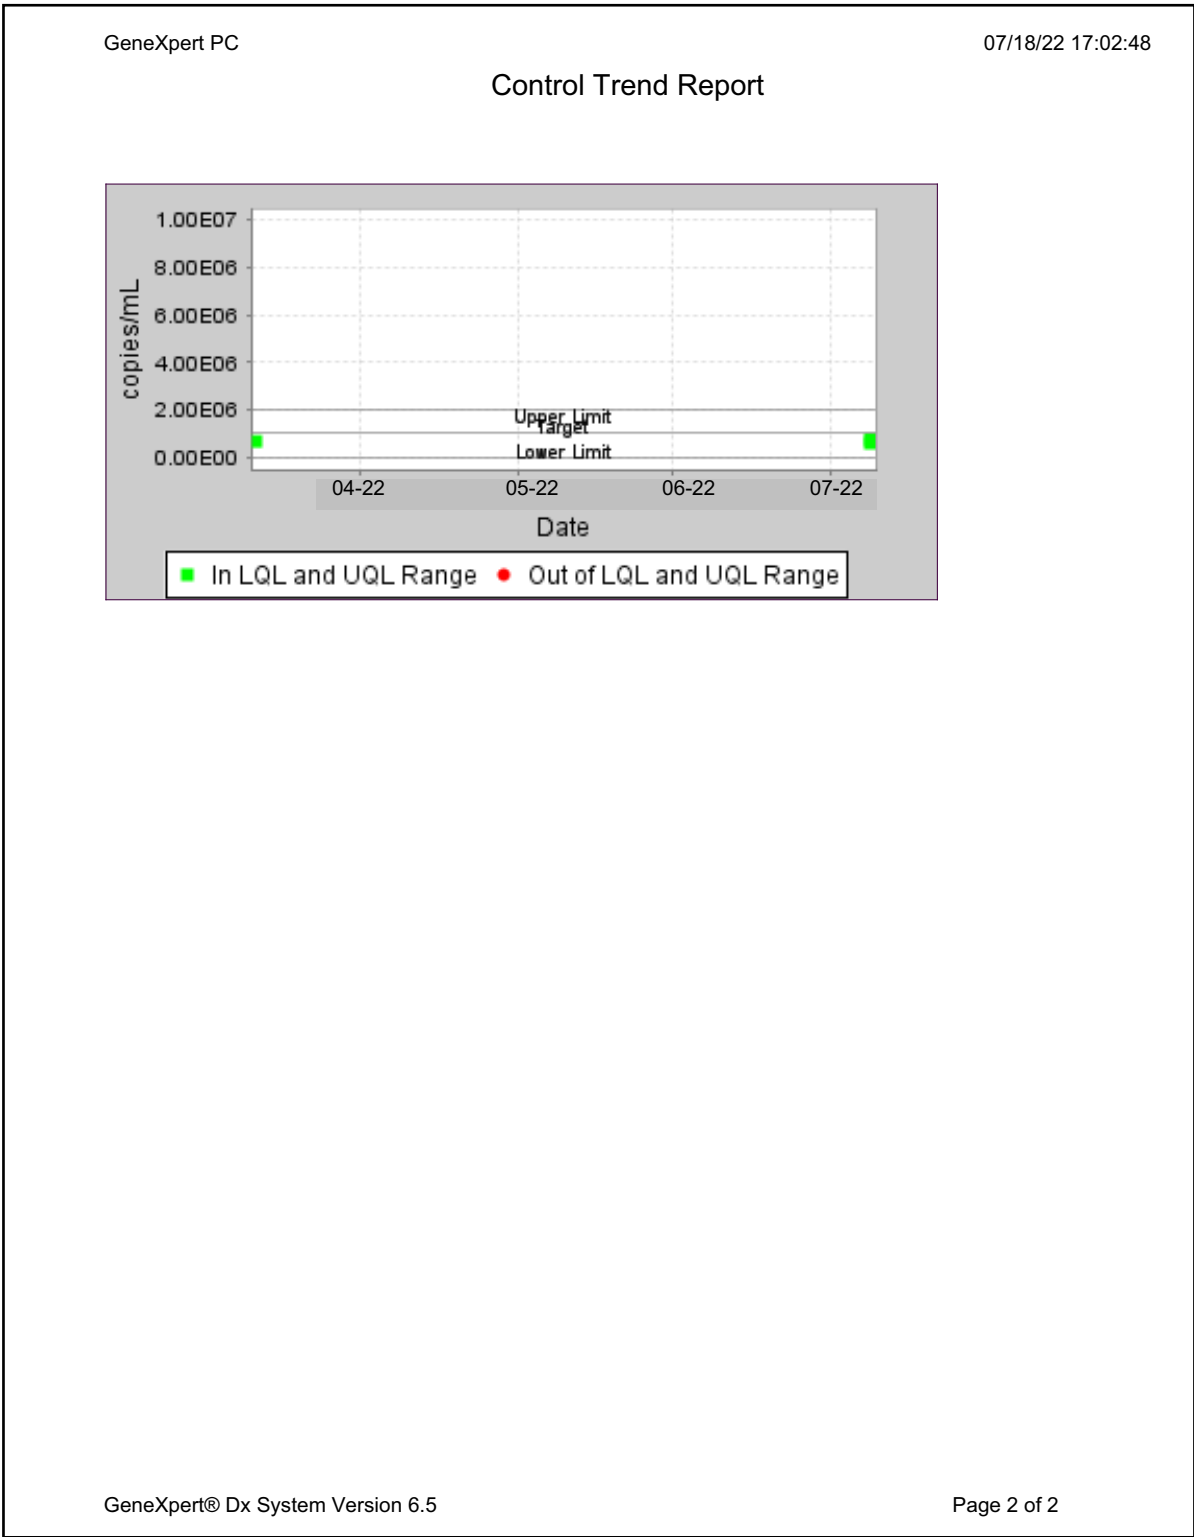 GeneXpert PC 07/18/22 17:02:48
Control Trend Report
copies/mL
1.00E07
8.00E06
6.00E06
4.00E06
2.00E06
0.00E00
Upper Limit
Target
Lower Limit
04-22 05-22 06-22 07-22
Date
In LQL and UQL Range Out of LQL and UQL Range
GeneXpert® Dx System Version 6.5 Page 2 of 2